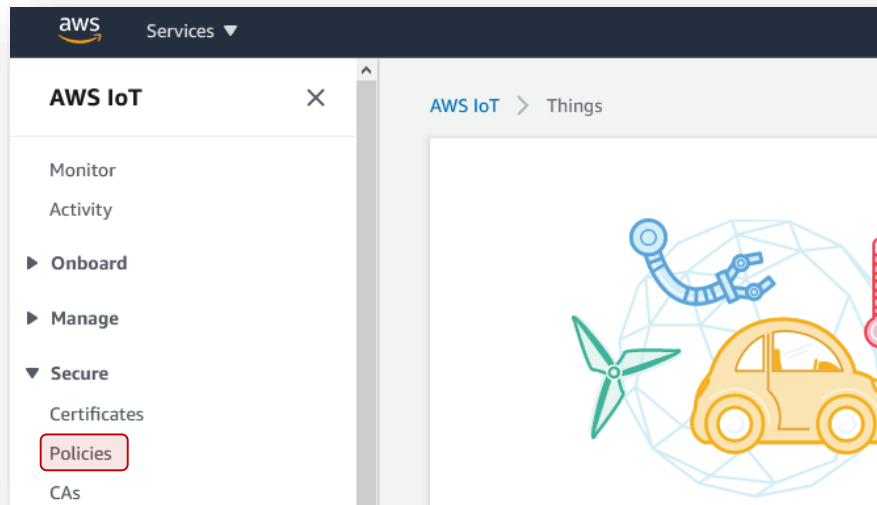 aws
Services ▼
AWS IoT ×
Monitor
Activity
▶ Onboard
▶ Manage
▼ Secure
Certificates
Policies
CAs
AWS IoT > Things